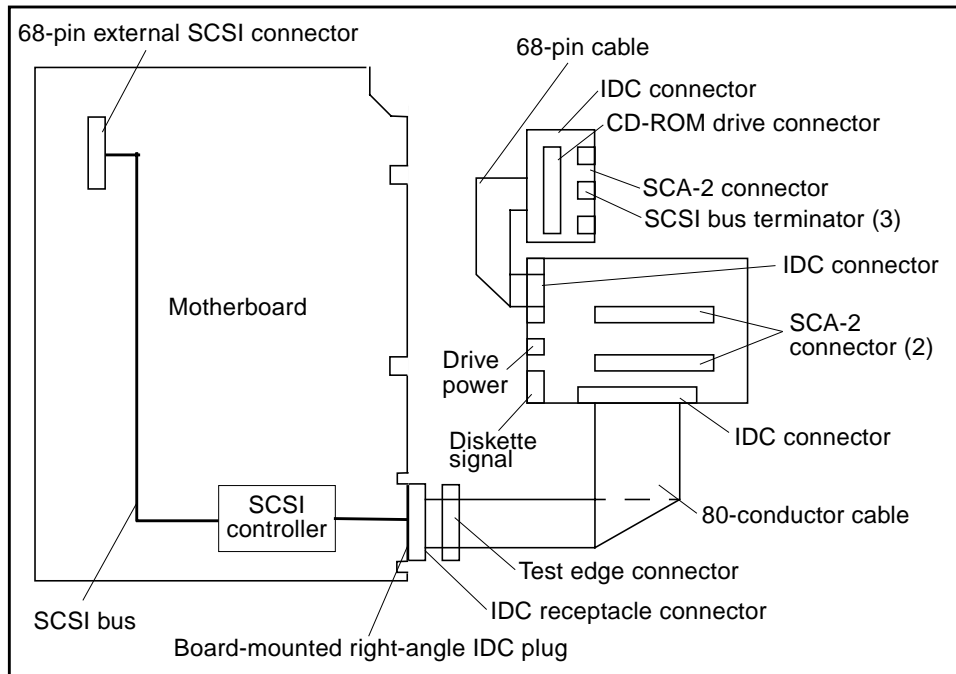 68-pin external SCSI connector
68-pin cable
IDC connector
CD-ROM drive connector
SCA-2 connector
SCSI bus terminator (3)
IDC connector
Motherboard
SCA-2
connector (2)
Drive
power
Diskette
signal
IDC connector
SCSI
controller
80-conductor cable
Test edge connector
IDC receptacle connector
SCSI bus
Board-mounted right-angle IDC plug